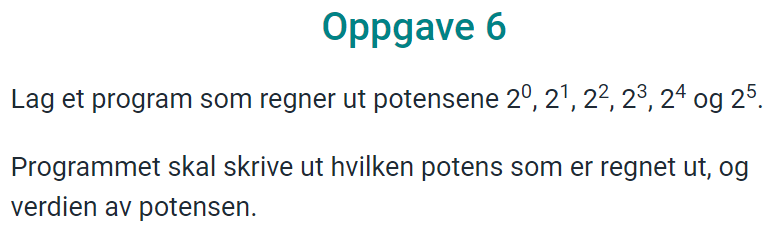 Oppgave 6
Lag et program som regner ut potensene 2⁰, 2¹, 2², 2³, 2⁴ og 2⁵.
Programmet skal skrive ut hvilken potens som er regnet ut, og
verdien av potensen.